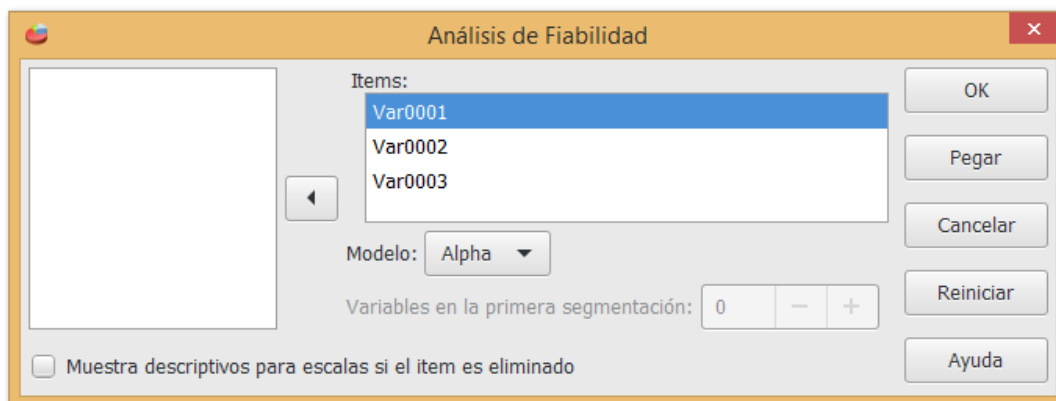 Análisis de Fiabilidad
Items:
Var0001
Var0002
Var0003
Modelo: Alpha
Variables en la primera segmentación: 0
Muestra descriptivos para escalas si el item es eliminado
OK
Pegar
Cancelar
Reiniciar
Ayuda